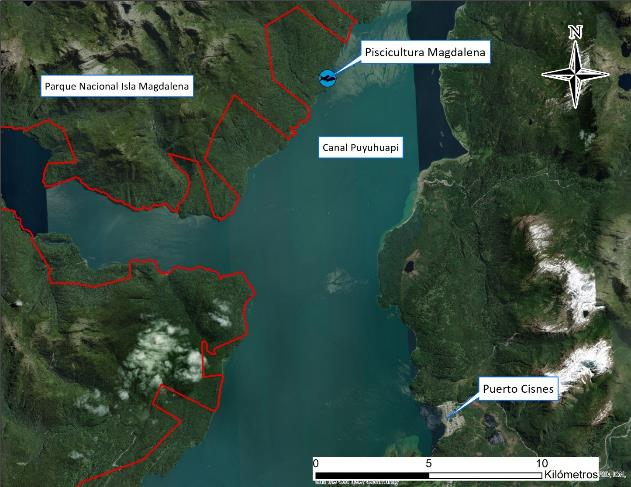 N
Piscicultura Magdalena
Parque Nacional Isla Magdalena
Canal Puyuhuapi
Puerto Cisnes
0 5 10
Kilómetros